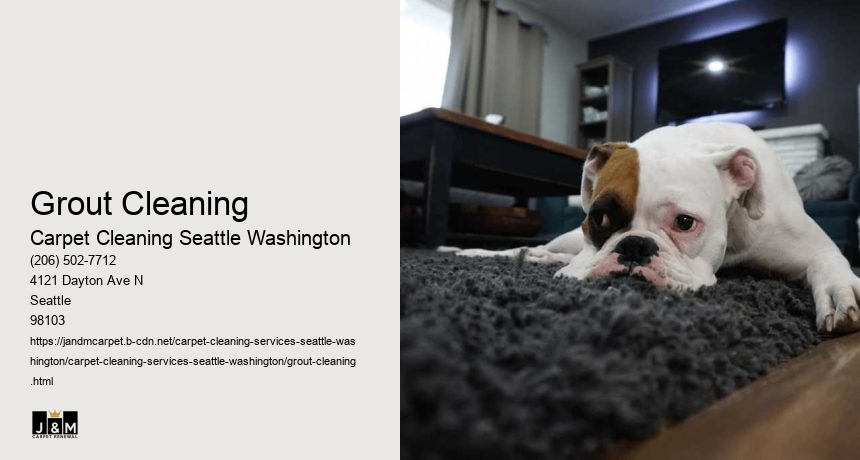 Grout Cleaning
Carpet Cleaning Seattle Washington
(206) 502-7712
4121 Dayton Ave N
Seattle
98103
https://jandmcarpet.b-cdn.net/carpet-cleaning-services-seattle-was
hington/carpet-cleaning-services-seattle-washington/grout-cleaning
.html
J&M
CARPET RENEWAL